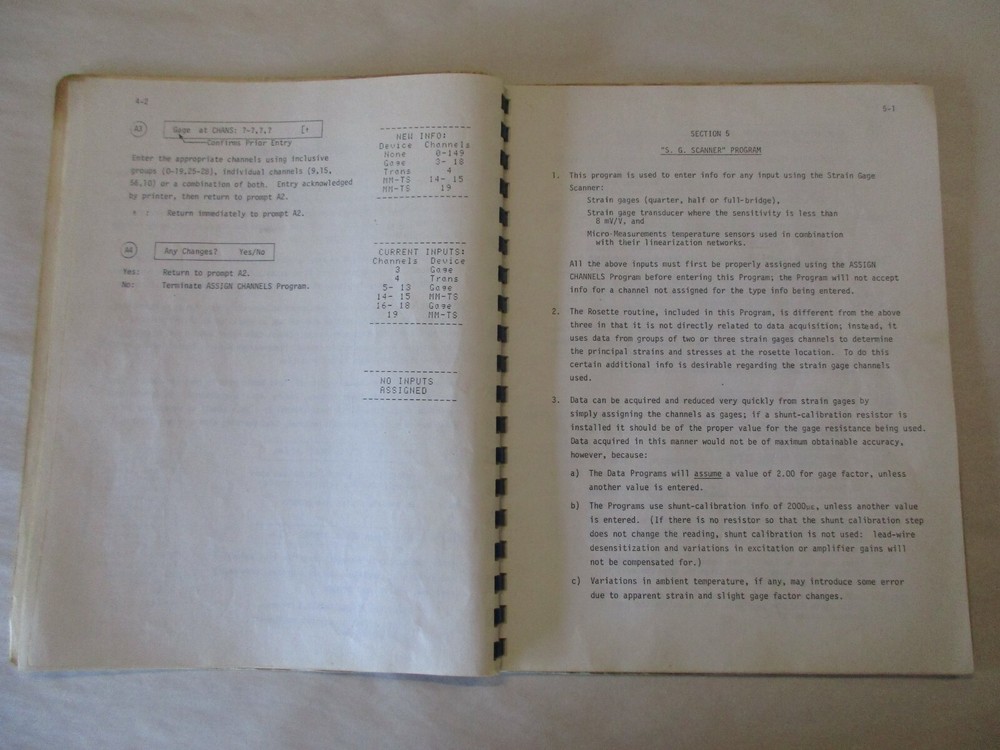 4-2
A3 Gage at CHANS: ?-?,?,?
Confirms Prior Entry
Enter the appropriate channels using inclusive
groups (0-19,25-28), individual channels (9,15,
56,10) or a combination of both. Entry acknowledged
by printer, then return to prompt A2.
: Return immediately to prompt A2.
A4 Any Changes? Yes/No
Yes: Return to prompt A2.
No: Terminate ASSIGN CHANNELS Program.
NEW INFO:
Device Channels
None 0-149
Gage 3- 18
Trans 4
MM-TS 14- 15
MM-TS 19
CURRENT INPUTS:
Channels Device
3 Gage
4 Trans
5- 13 Gage
14- 15 MM-TS
16- 18 Gage
19 MM-TS
NO INPUTS
ASSIGNED
5-1
SECTION 5
"S. G. SCANNER" PROGRAM
1. This program is used to enter info for any input using the Strain Gage
Scanner:
Strain gages (quarter, half or full-bridge),
Strain gage transducer where the sensitivity is less than
8 mV/V, and
Micro-Measurements temperature sensors used in combination
with their linearization networks.
All the above inputs must first be properly assigned using the ASSIGN
CHANNELS Program before entering this Program; the Program will not accept
info for a channel not assigned for the type info being entered.
2. The Rosette routine, included in this Program, is different from the above
three in that it is not directly related to data acquisition; instead, it
uses data from groups of two or three strain gages channels to determine
the principal strains and stresses at the rosette location. To do this
certain additional info is desirable regarding the strain gage channels
used.
3. Data can be acquired and reduced very quickly from strain gages by
simply assigning the channels as gages; if a shunt-calibration resistor is
installed it should be of the proper value for the gage resistance being used.
Data acquired in this manner would not be of maximum obtainable accuracy,
however, because:
a) The Data Programs will assume a value of 2.00 for gage factor, unless
another value is entered.
b) The Programs use shunt-calibration info of 2000με, unless another value
is entered. (If there is no resistor so that the shunt calibration step
does not change the reading, shunt calibration is not used: lead-wire
desensitization and variations in excitation or amplifier gains will
not be compensated for.)
c) Variations in ambient temperature, if any, may introduce some error
due to apparent strain and slight gage factor changes.